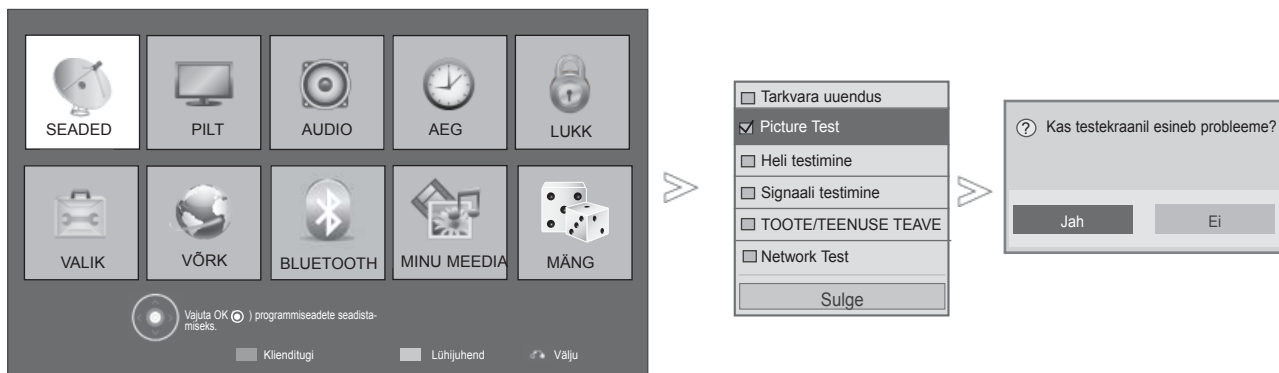 SEADED
PILT
AUDIO
AEG
LUKK
VALIK
VÕRK
BLUETOOTH
MINU MEEDIA
MÄNG
Vajuta OK ) programmiseadete seadista-
miseks.
Klienditugi
Lühijuhend
Välju
Tarkvara uuendus
Picture Test
Heli testimine
Signaali testimine
TOOTE/TEENUSE TEAVE
Network Test
Sulge
? Kas testekraanil esineb probleeme?
Jah
Ei